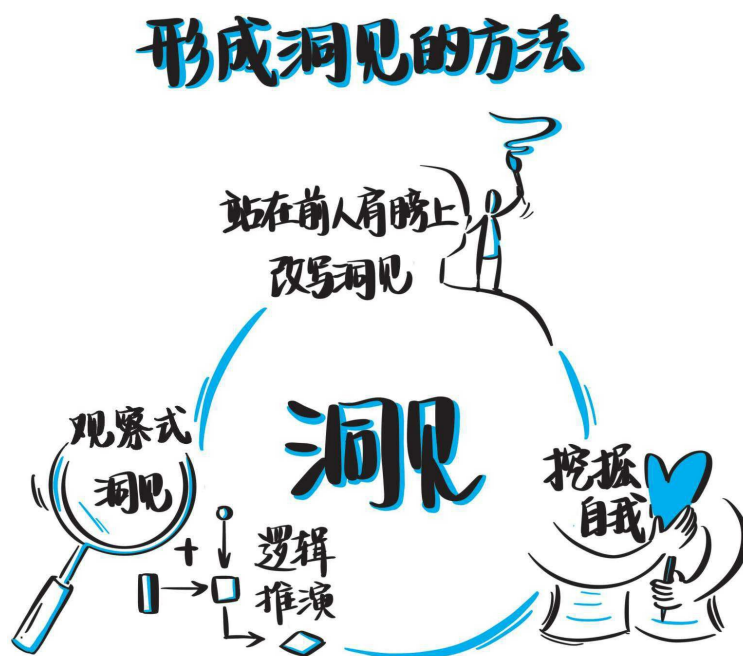 形成洞见的方法
站在前人肩膀上
改写洞见
洞见
观察式
洞见
+
逻辑
推演
挖掘
自我